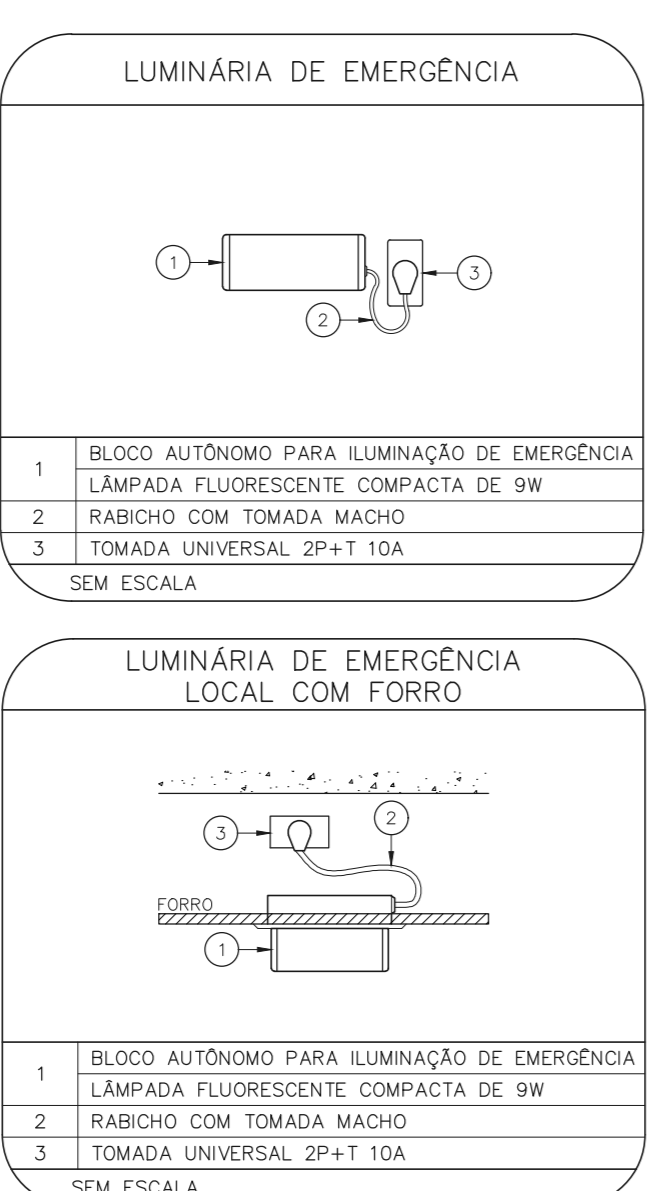 LUMINÁRIA DE EMERGÊNCIA
1
3
2
1
BLOCO AUTÔNOMO PARA ILUMINAÇÃO DE EMERGÊNCIA
LÂMPADA FLUORESCENTE COMPACTA DE 9W
2 RABICHO COM TOMADA MACHO
3 TOMADA UNIVERSAL 2P+T 10A
SEM ESCALA
LUMINÁRIA DE EMERGÊNCIA
LOCAL COM FORRO
2
3
FORRO
1
1
BLOCO AUTÔNOMO PARA ILUMINAÇÃO DE EMERGÊNCIA
LÂMPADA FLUORESCENTE COMPACTA DE 9W
2 RABICHO COM TOMADA MACHO
3 TOMADA UNIVERSAL 2P+T 10A
SEM ESCALA